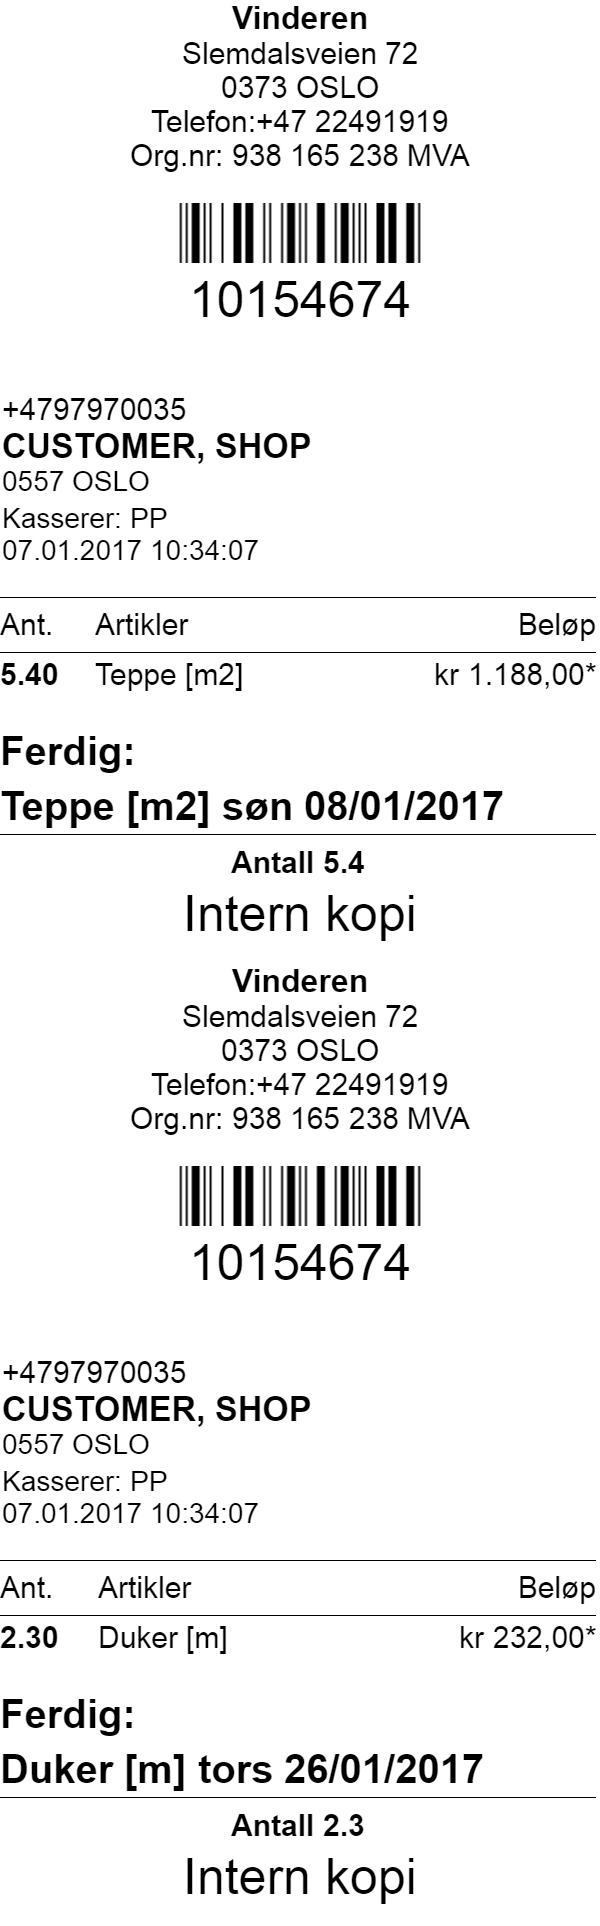 Vinderen
Slemdalsveien 72
0373 OSLO
Telefon:+47 22491919
Org.nr: 938 165 238 MVA
10154674
+4797970035
CUSTOMER, SHOP
0557 OSLO
Kasserer: PP
07.01.2017 10:34:07
Ant. Artikler Beløp
5.40 Teppe [m2] kr 1.188,00*
Ferdig:
Teppe [m2] søn 08/01/2017
Antall 5.4
Intern kopi
Vinderen
Slemdalsveien 72
0373 OSLO
Telefon:+47 22491919
Org.nr: 938 165 238 MVA
10154674
+4797970035
CUSTOMER, SHOP
0557 OSLO
Kasserer: PP
07.01.2017 10:34:07
Ant. Artikler Beløp
2.30 Duker [m] kr 232,00*
Ferdig:
Duker [m] tors 26/01/2017
Antall 2.3
Intern kopi